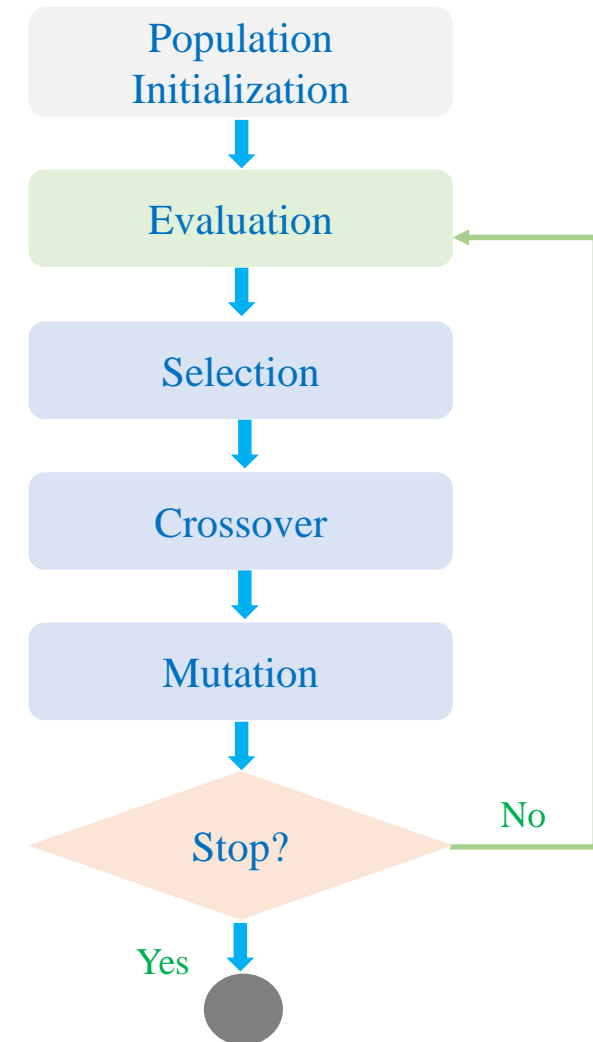 Population
Initialization
Evaluation
Selection
Crossover
Mutation
Stop?
No
Yes